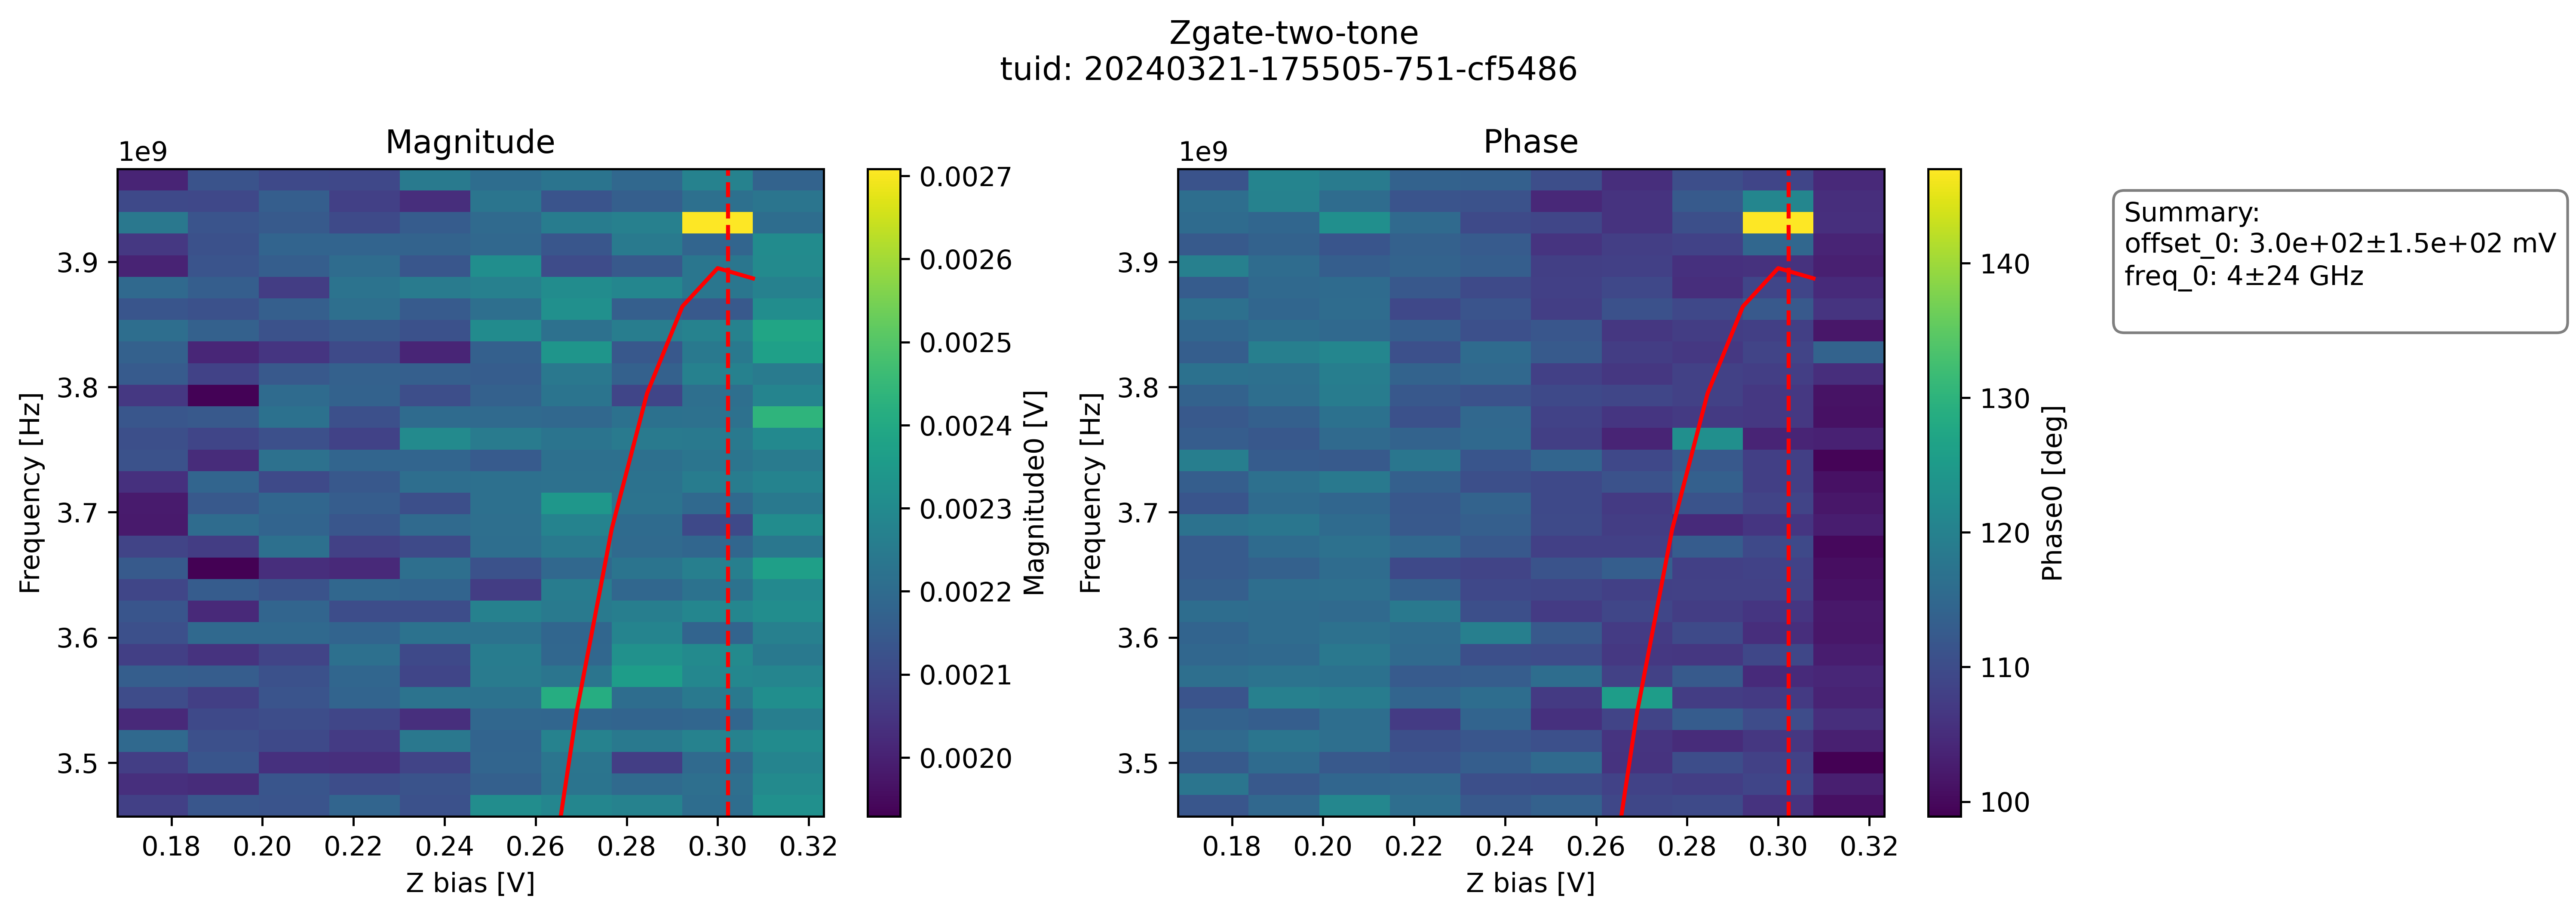 Zgate-two-tone
tuid: 20240321-175505-751-cf5486
Magnitude
1e9
3.9
3.8
3.7
3.6
3.5
Frequency [Hz]
0.18 0.20 0.22 0.24 0.26 0.28 0.30 0.32
Z bias [V]
0.0027
0.0026
0.0025
0.0024
0.0023
0.0022
0.0021
0.0020
Magnitude0 [V]
Phase
1e9
3.9
3.8
3.7
3.6
3.5
Frequency [Hz]
0.18 0.20 0.22 0.24 0.26 0.28 0.30 0.32
Z bias [V]
140
130
120
110
100
Phase0 [deg]
Summary:
offset_0: 3.0e+02±1.5e+02 mV
freq_0: 4±24 GHz